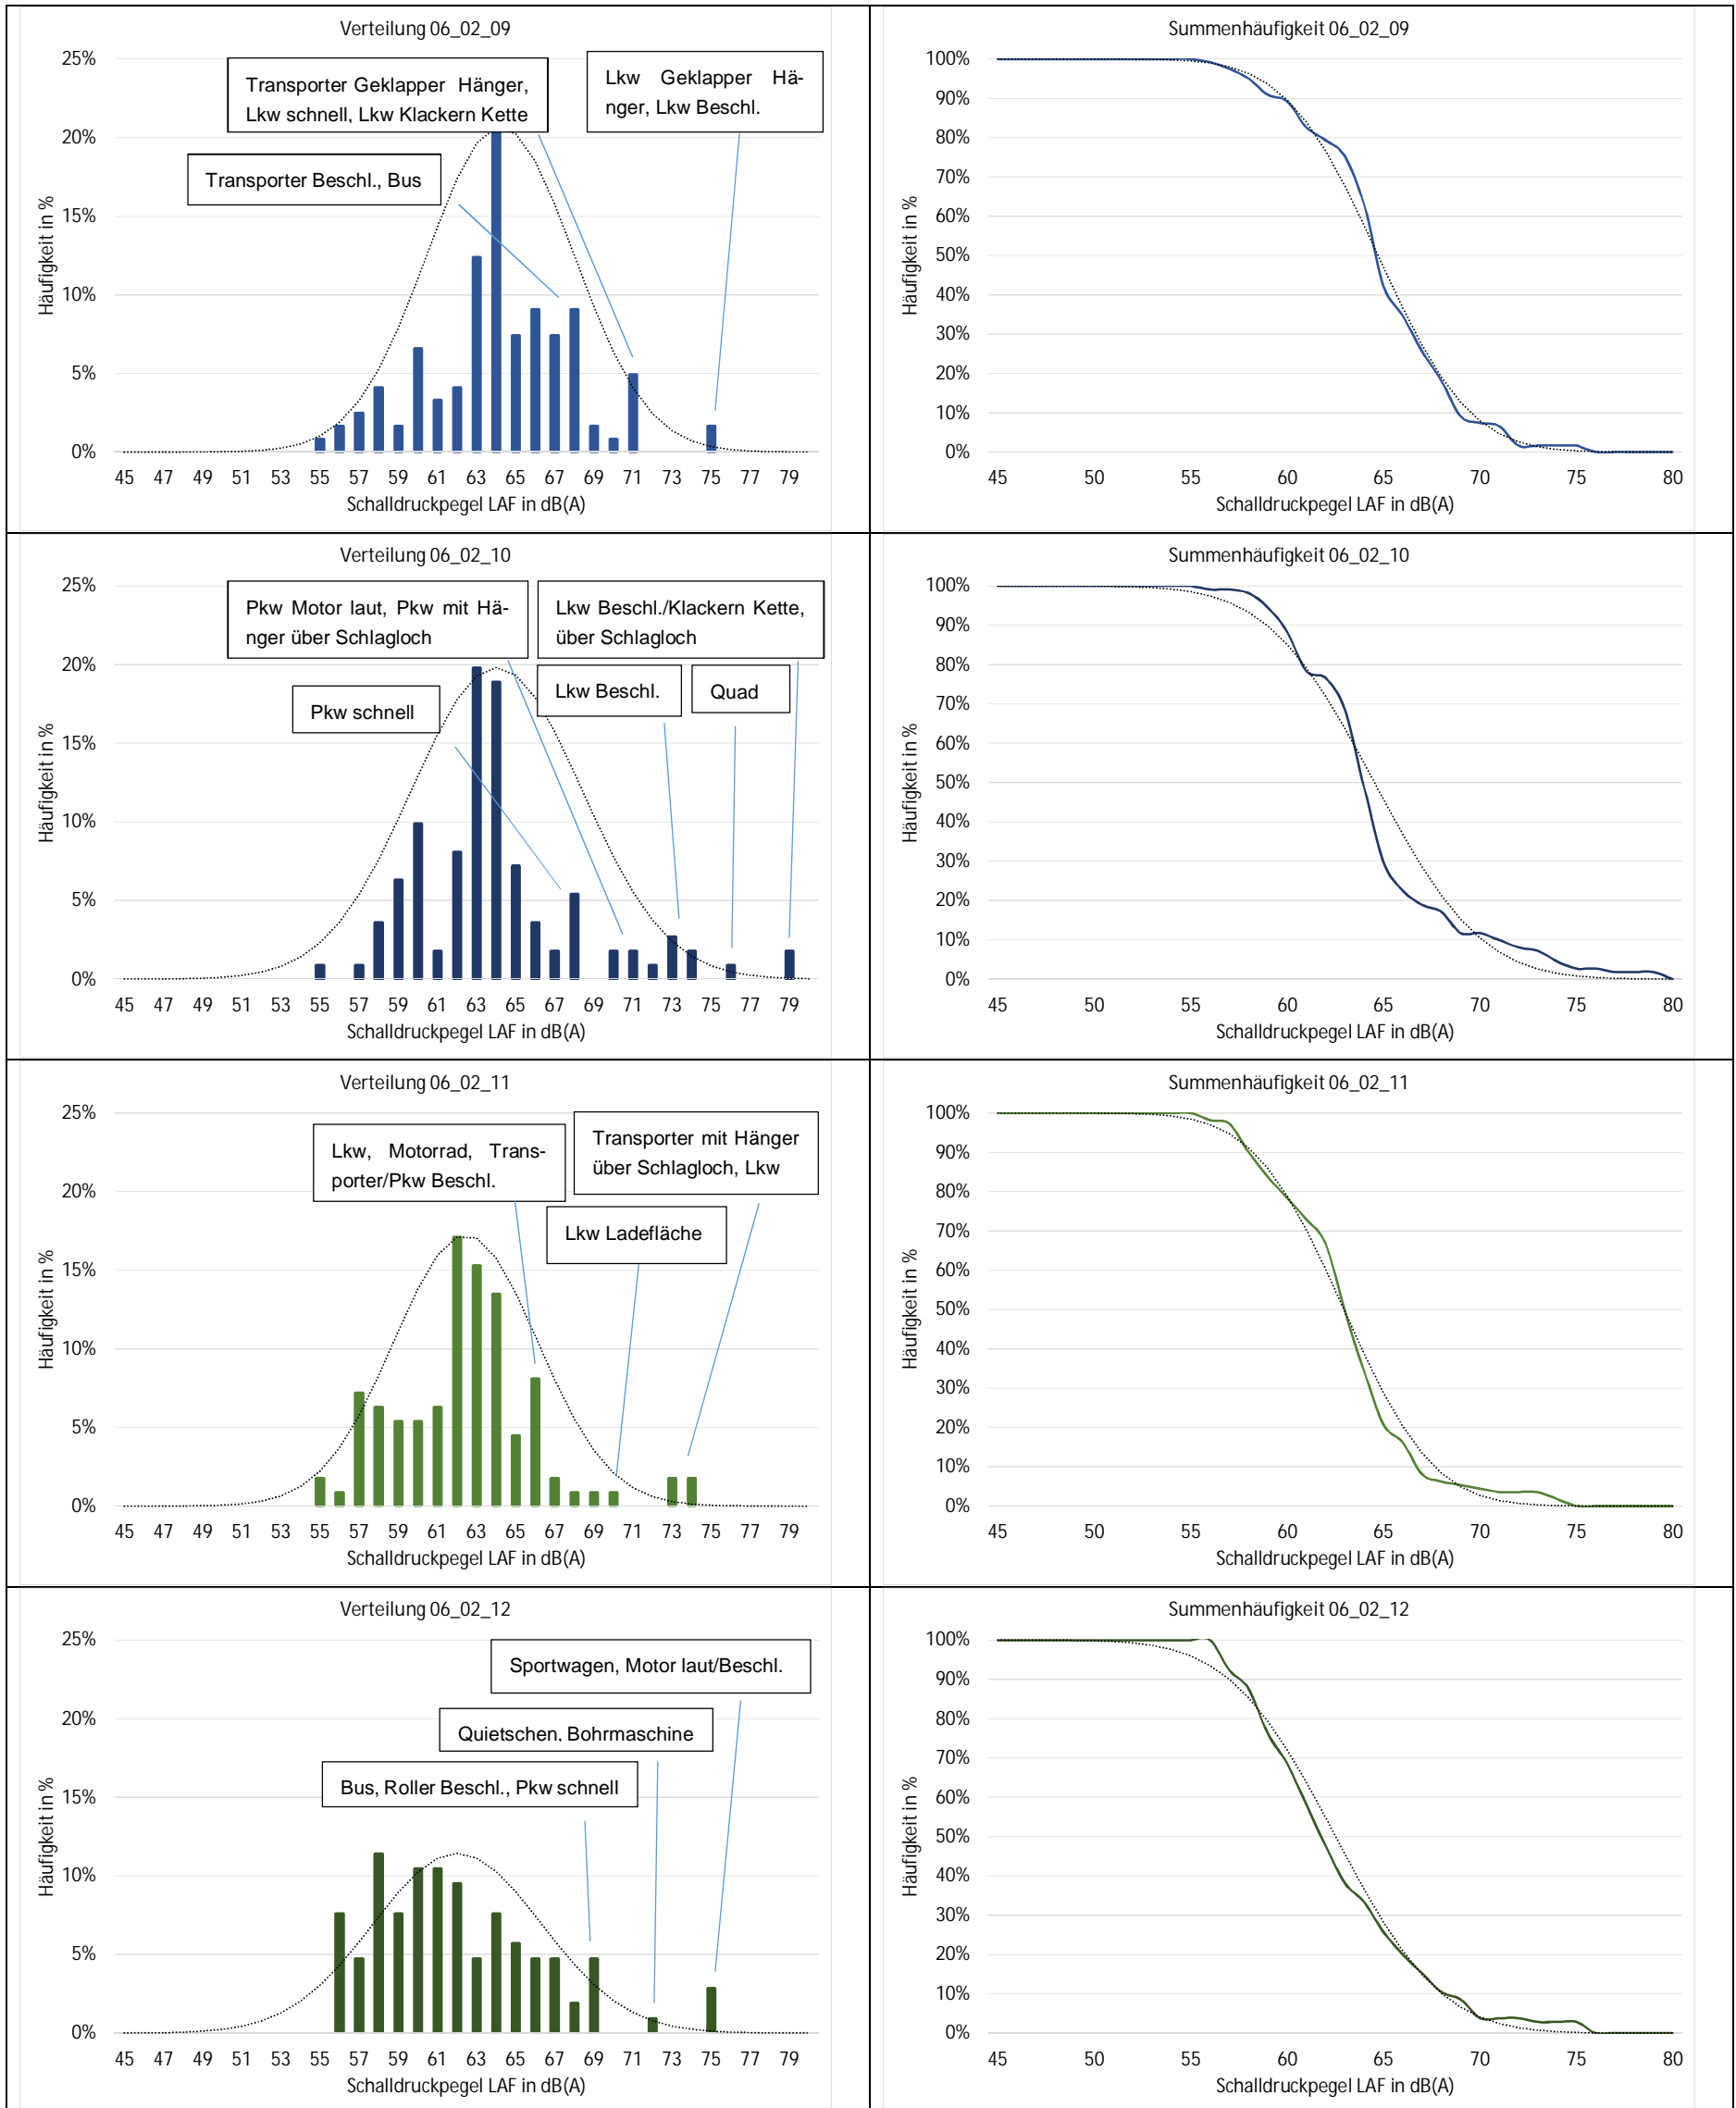 Verteilung 06_02_09
25%
20%
15%
10%
5%
0%
Häufigkeit in %
Transporter Geklapper Hänger,
Lkw schnell, Lkw Klackern Kette
Lkw Geklapper Hä-
nger, Lkw Beschl.
Transporter Beschl., Bus
45 47 49 51 53 55 57 59 61 63 65 67 69 71 73 75 77 79
Schalldruckpegel LAF in dB(A)
Summenhäufigkeit 06_02_09
100%
90%
80%
70%
60%
50%
40%
30%
20%
10%
0%
Häufigkeit in %
45 50 55 60 65 70 75 80
Schalldruckpegel LAF in dB(A)
Verteilung 06_02_10
25%
20%
15%
10%
5%
0%
Häufigkeit in %
Pkw Motor laut, Pkw mit Hä-
nger über Schlagloch
Lkw Beschl./Klackern Kette,
über Schlagloch
Lkw Beschl.
Quad
Pkw schnell
45 47 49 51 53 55 57 59 61 63 65 67 69 71 73 75 77 79
Schalldruckpegel LAF in dB(A)
Summenhäufigkeit 06_02_10
100%
90%
80%
70%
60%
50%
40%
30%
20%
10%
0%
Häufigkeit in %
45 50 55 60 65 70 75 80
Schalldruckpegel LAF in dB(A)
Verteilung 06_02_11
25%
20%
15%
10%
5%
0%
Häufigkeit in %
Lkw, Motorrad, Trans-
porter/Pkw Beschl.
Transporter mit Hänger
über Schlagloch, Lkw
Lkw Ladefläche
45 47 49 51 53 55 57 59 61 63 65 67 69 71 73 75 77 79
Schalldruckpegel LAF in dB(A)
Summenhäufigkeit 06_02_11
100%
90%
80%
70%
60%
50%
40%
30%
20%
10%
0%
Häufigkeit in %
45 50 55 60 65 70 75 80
Schalldruckpegel LAF in dB(A)
Verteilung 06_02_12
25%
20%
15%
10%
5%
0%
Häufigkeit in %
Sportwagen, Motor laut/Beschl.
Quietschen, Bohrmaschine
Bus, Roller Beschl., Pkw schnell
45 47 49 51 53 55 57 59 61 63 65 67 69 71 73 75 77 79
Schalldruckpegel LAF in dB(A)
Summenhäufigkeit 06_02_12
100%
90%
80%
70%
60%
50%
40%
30%
20%
10%
0%
Häufigkeit in %
45 50 55 60 65 70 75 80
Schalldruckpegel LAF in dB(A)